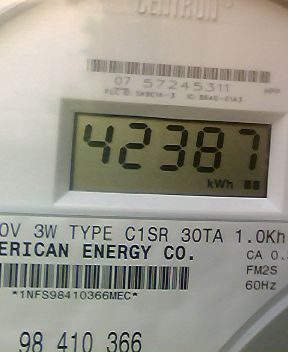 CENTRON®
07 57245311
42387
kWh
0V 3W TYPE C1SR 30TA 1.0Kh
ERICAN ENERGY CO.
CA 0.
FM2S
*1NFS98410366MEC*
60Hz
98 410 366